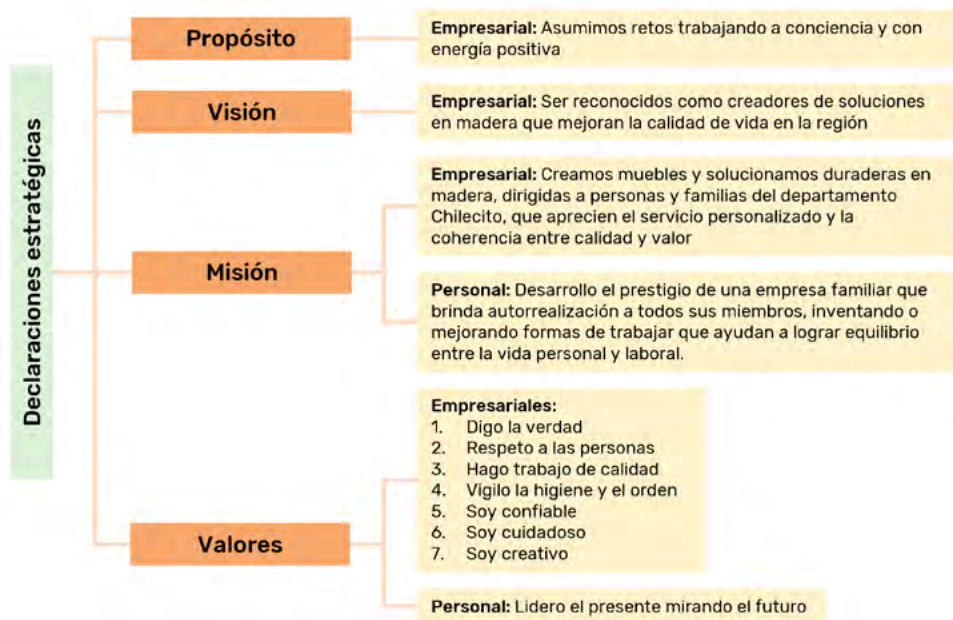 Declaraciones estratégicas
Propósito
Empresarial: Asumimos retos trabajando a conciencia y con
energía positiva
Visión
Empresarial: Ser reconocidos como creadores de soluciones
en madera que mejoran la calidad de vida en la región
Misión
Empresarial: Creamos muebles y solucionamos duraderas en
madera, dirigidas a personas y familias del departamento
Chilecito, que aprecien el servicio personalizado y la
coherencia entre calidad y valor
Personal: Desarrollo el prestigio de una empresa familiar que
brinda autorrealización a todos sus miembros, inventando o
mejorando formas de trabajar que ayudan a lograr equilibrio
entre la vida personal y laboral.
Valores
Empresariales:
1. Digo la verdad
2. Respeto a las personas
3. Hago trabajo de calidad
4. Vigilo la higiene y el orden
5. Soy confiable
6. Soy cuidadoso
7. Soy creativo
Personal: Lidero el presente mirando el futuro